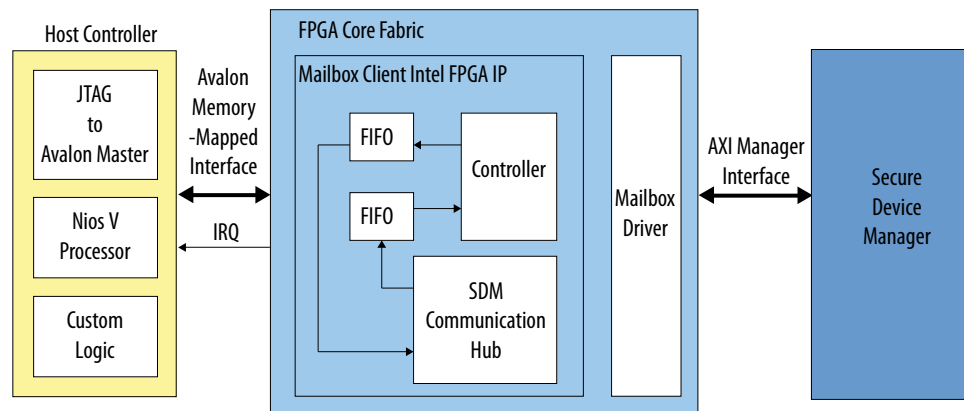 Host Controller
JTAG
to
Avalon Master
Nios V
Processor
Custom
Logic
Avalon
Memory
-Mapped
Interface
IRQ
FPGA Core Fabric
Mailbox Client Intel FPGA IP
FIFO
FIFO
Controller
SDM
Communication
Hub
Mailbox
Driver
AXI Manager
Interface
Secure
Device
Manager